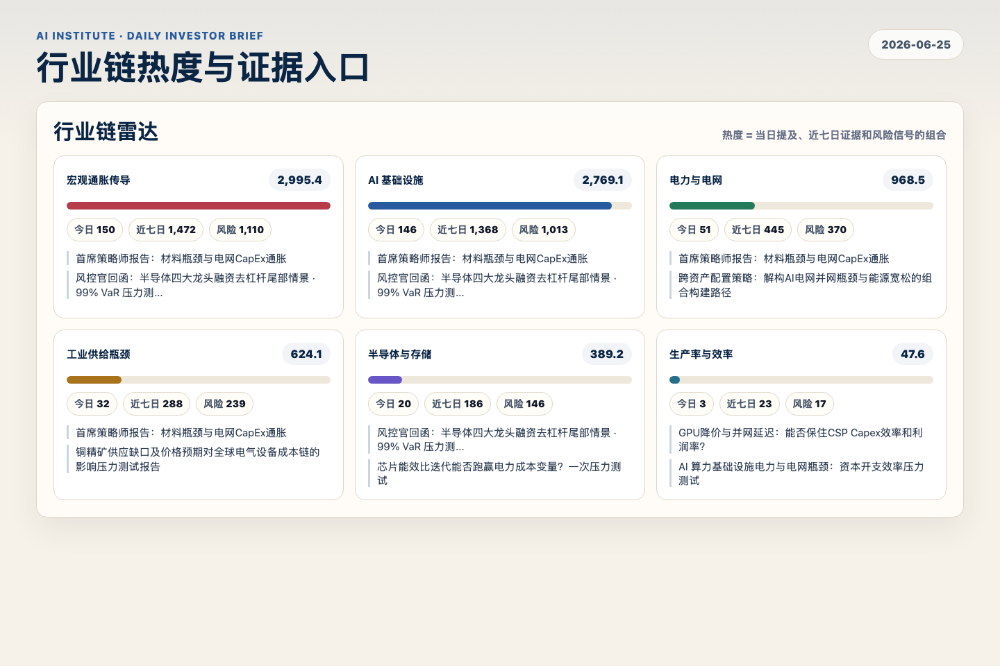 AI INSTITUTE · DAILY INVESTOR BRIEF
行业链热度与证据入口
2026-06-25
行业链雷达
热度 = 当日提及、近七日证据和风险信号的组合
宏观通胀传导
2,995.4
今日 150
近七日 1,472
风险 1,110
首席策略师报告：材料瓶颈与电网CapEx通胀
风控官回函：半导体四大龙头融资去杠杆尾部情景 ·
99% VaR 压力测...
AI 基础设施
2,769.1
今日 146
近七日 1,368
风险 1,013
首席策略师报告：材料瓶颈与电网CapEx通胀
风控官回函：半导体四大龙头融资去杠杆尾部情景 ·
99% VaR 压力测...
电力与电网
968.5
今日 51
近七日 445
风险 370
首席策略师报告：材料瓶颈与电网CapEx通胀
跨资产配置策略：解构AI电网并网瓶颈与能源宽松的组
合构建路径
工业供给瓶颈
624.1
今日 32
近七日 288
风险 239
首席策略师报告：材料瓶颈与电网CapEx通胀
铜精矿供应缺口及价格预期对全球电气设备成本链的
影响压力测试报告
半导体与存储
389.2
今日 20
近七日 186
风险 146
风控官回函：半导体四大龙头融资去杠杆尾部情景 ·
99% VaR 压力测...
芯片能效比迭代能否跑赢电力成本变量？一次压力测
试
生产率与效率
47.6
今日 3
近七日 23
风险 17
GPU降价与并网延迟：能否保住CSP Capex效率和利
润率？
AI 算力基础设施电力与电网瓶颈：资本开支效率压力
测试